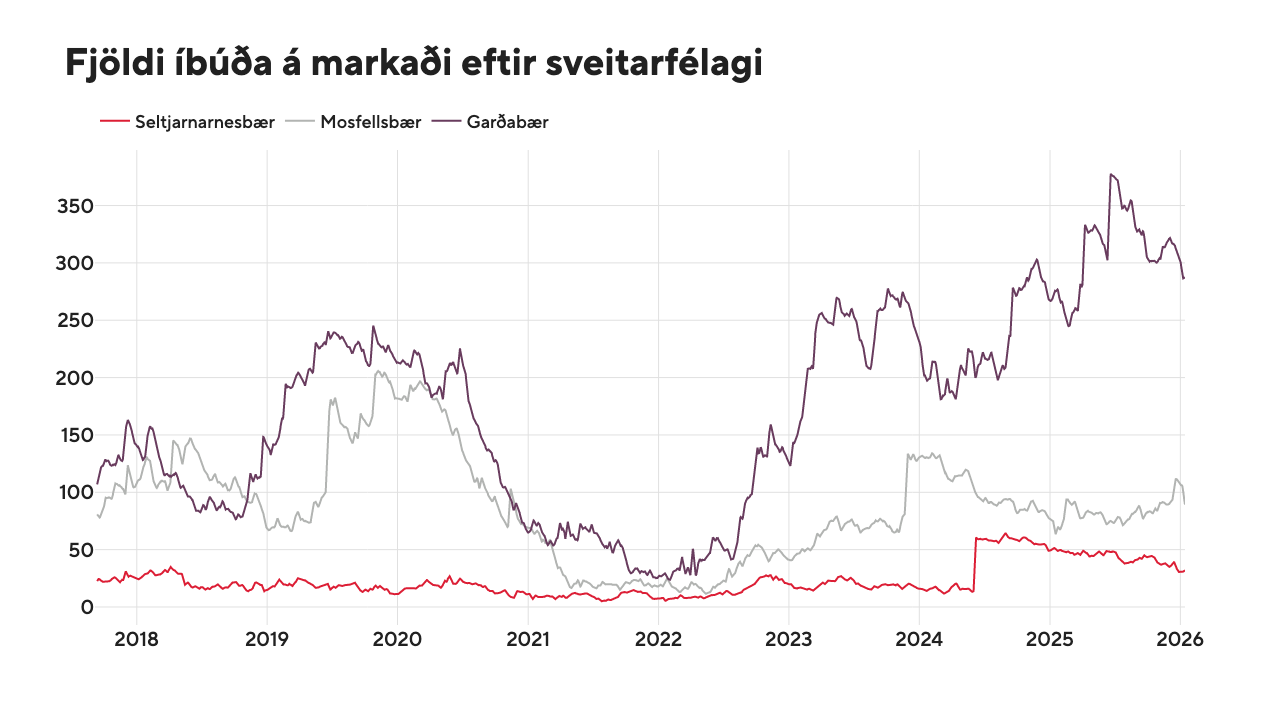 Fjöldi íbúða á markaði eftir sveitarfélagi
Seltjarnarnesbær Mosfellsbær Garðabær
350
300
250
200
150
100
50
0
2018 2019 2020 2021 2022 2023 2024 2025 2026